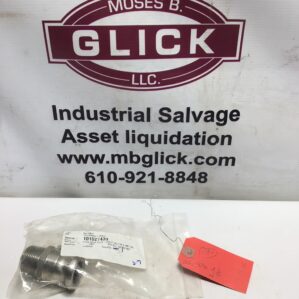 MOSES B.
GLICK
LLC.
Industrial Salvage
Asset liquidation
www.mbglick.com
610-921-8848